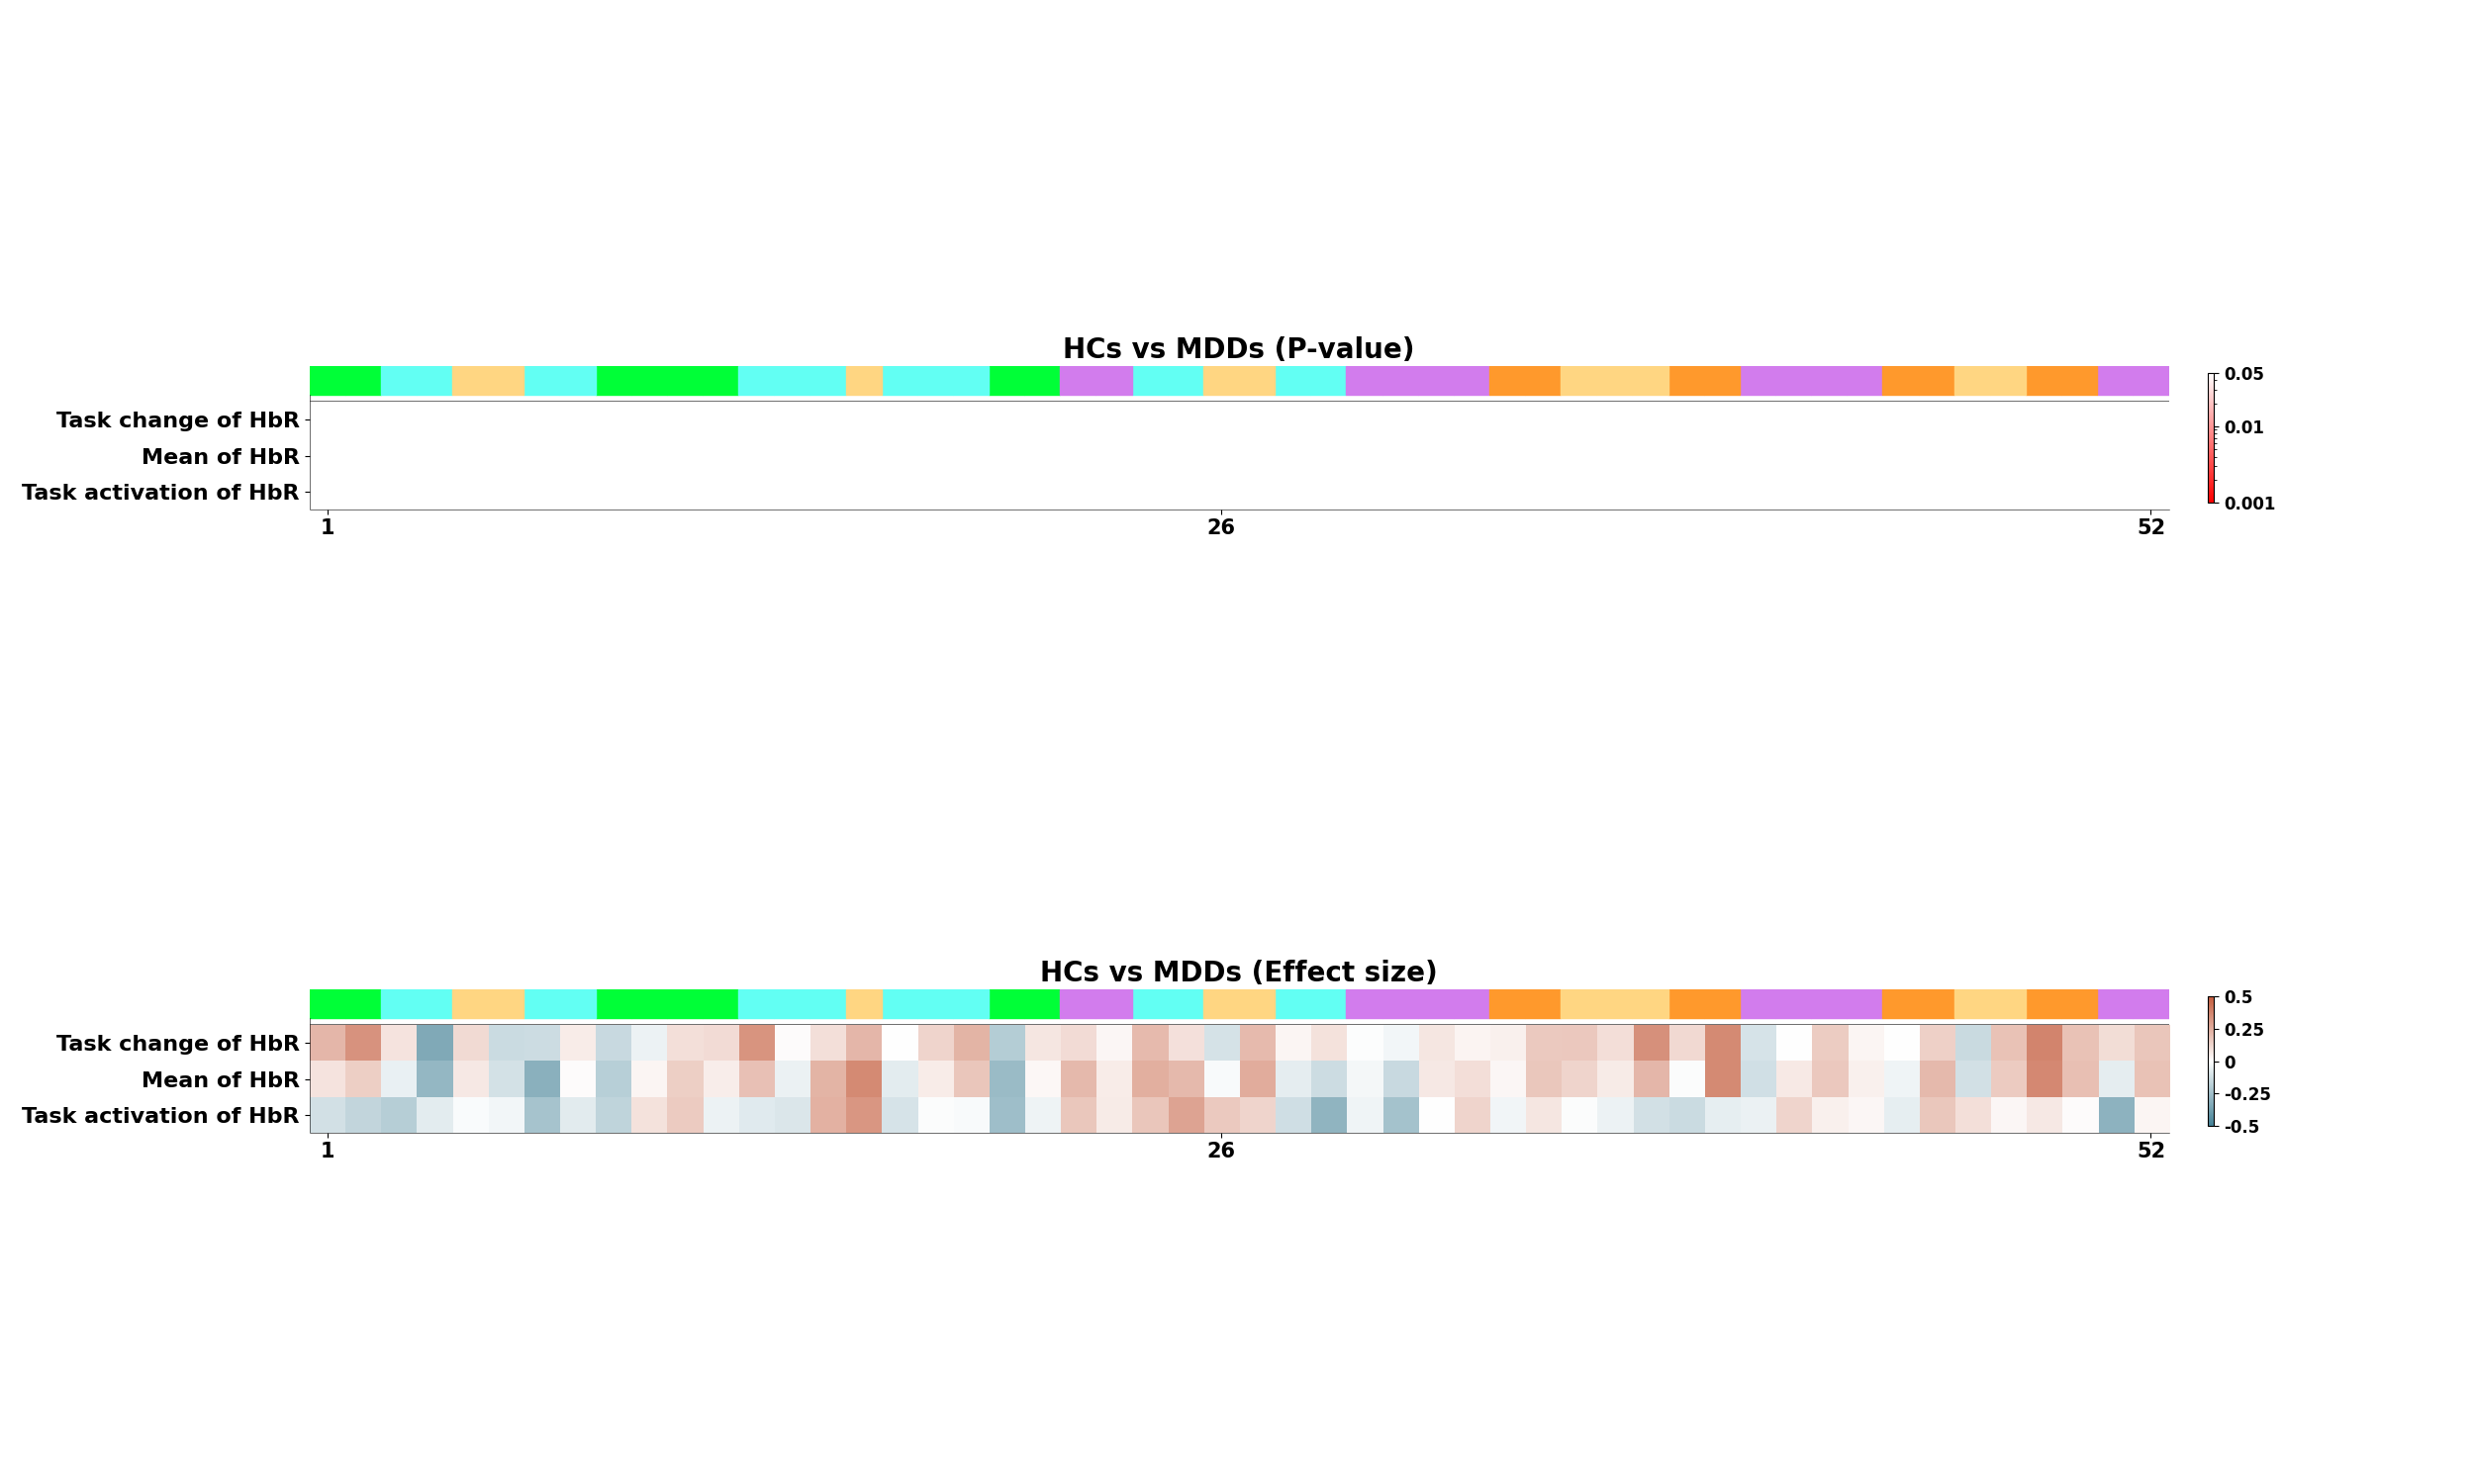 HCs vs MDDs (P-value)
Task change of HbR
Mean of HbR
Task activation of HbR
1 26 52
0.05
0.01
0.001
HCs vs MDDs (Effect size)
Task change of HbR
Mean of HbR
Task activation of HbR
1 26 52
0.5
0.25
0
-0.25
-0.5